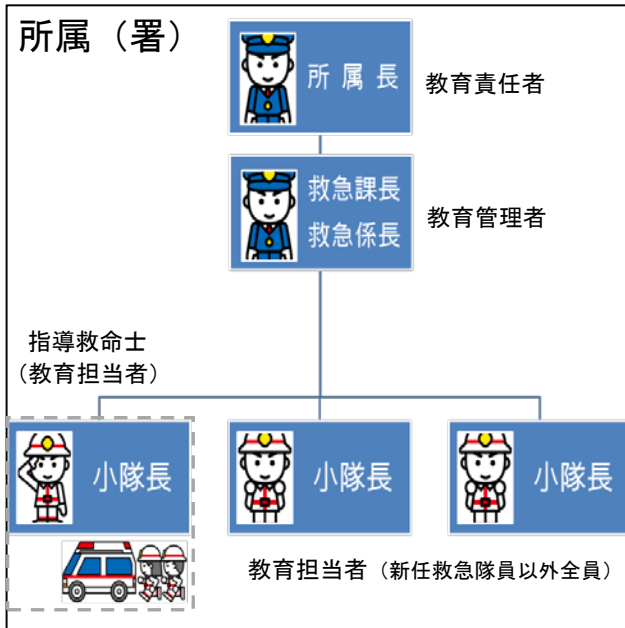 所属（署）
所属長
教育責任者
救急課長
救急係長
教育管理者
指導救命士
（教育担当者）
小隊長
小隊長
小隊長
教育担当者（新任救急隊員以外全員）